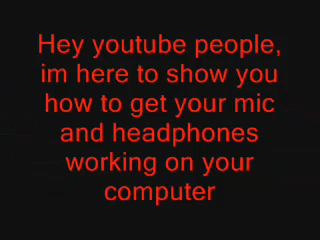 Hey youtube people,
im here to show you
how to get your mic
and headphones
working on your
computer